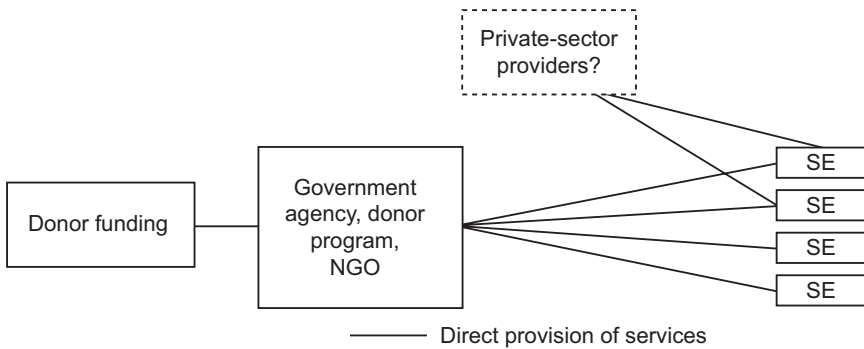 Private-sector
providers?
Donor funding
Government
agency, donor
program,
NGO
SE
SE
SE
SE
Direct provision of services